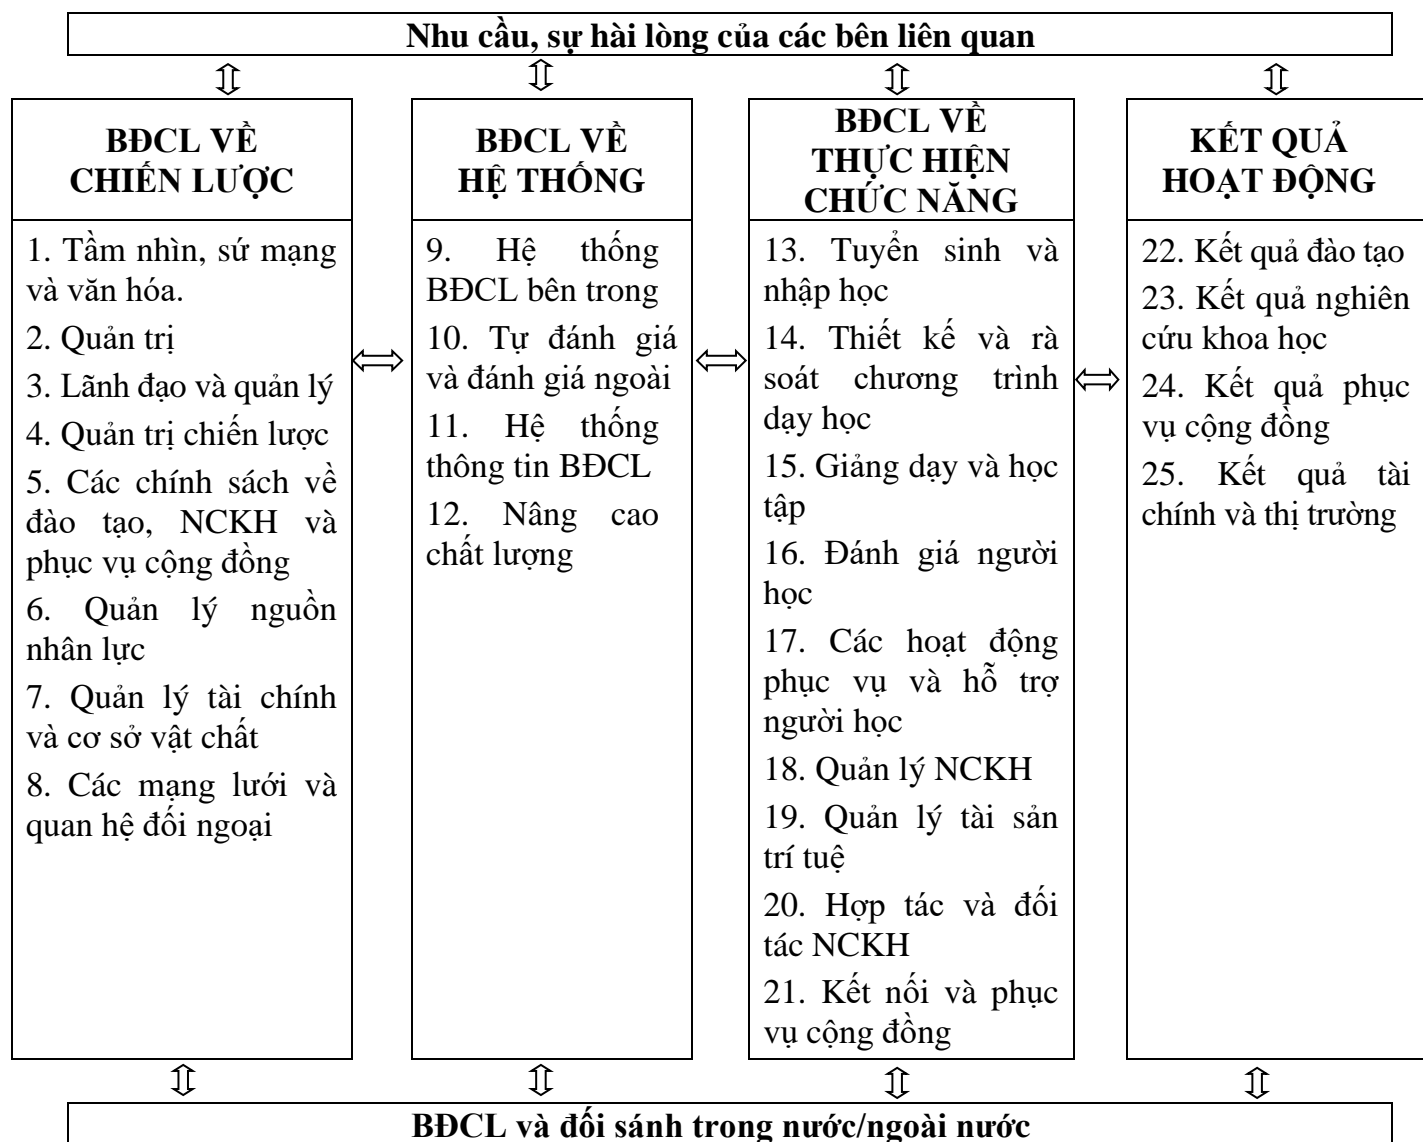 Nhu cầu, sự hài lòng của các bên liên quan
BĐCL VỀ
CHIẾN LƯỢC
1. Tầm nhìn, sứ mạng
và văn hóa.
2. Quản trị
3. Lãnh đạo và quản lý
4. Quản trị chiến lược
5. Các chính sách về
đào tạo, NCKH và
phục vụ cộng đồng
6. Quản lý nguồn
nhân lực
7. Quản lý tài chính
và cơ sở vật chất
8. Các mạng lưới và
quan hệ đối ngoại
BĐCL VỀ
HỆ THỐNG
9. Hệ thống
BĐCL bên trong
10. Tự đánh giá
và đánh giá ngoài
11. Hệ thống
thông tin BĐCL
12. Nâng cao
chất lượng
BĐCL VỀ
THỰC HIỆN
CHỨC NĂNG
13. Tuyển sinh và
nhập học
14. Thiết kế và rà
soát chương trình
dạy học
15. Giảng dạy và học
tập
16. Đánh giá người
học
17. Các hoạt động
phục vụ và hỗ trợ
người học
18. Quản lý NCKH
19. Quản lý tài sản
trí tuệ
20. Hợp tác và đối
tác NCKH
21. Kết nối và phục
vụ cộng đồng
KẾT QUẢ
HOẠT ĐỘNG
22. Kết quả đào tạo
23. Kết quả nghiên
cứu khoa học
24. Kết quả phục
vụ cộng đồng
25. Kết quả tài
chính và thị trường
BĐCL và đối sánh trong nước/ngoài nước